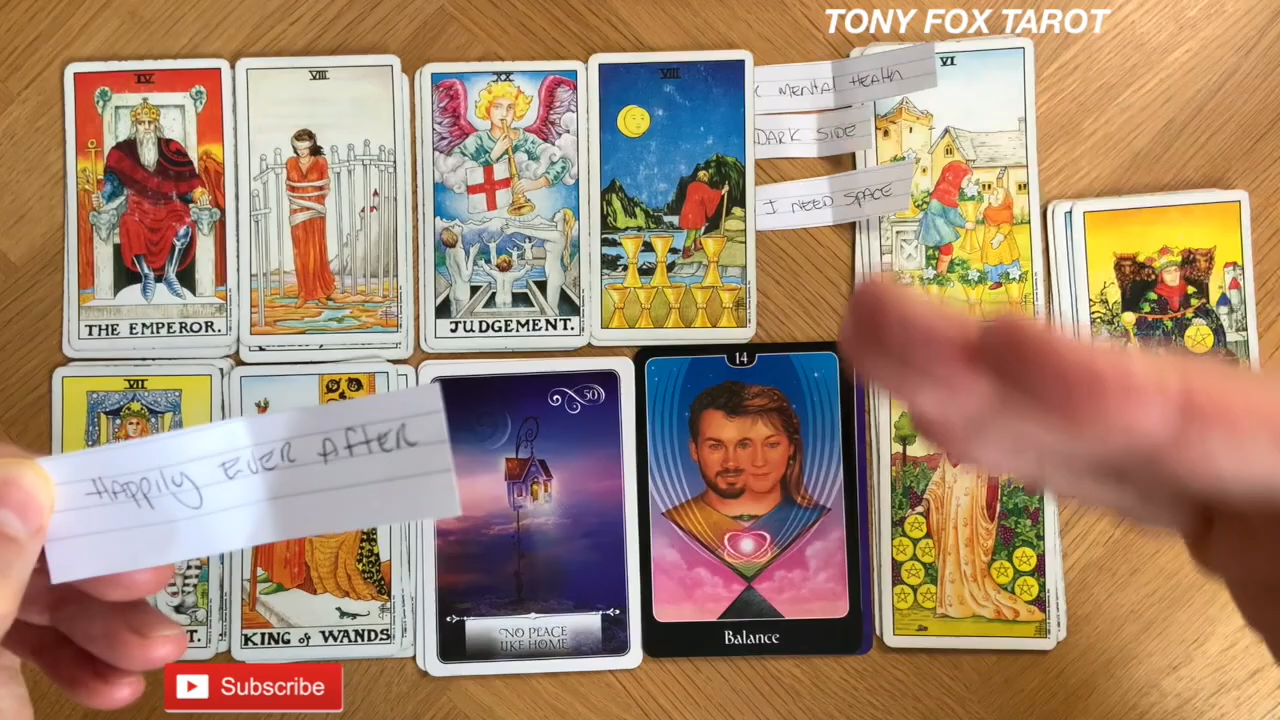 TONY FOX TAROT
IV
THE EMPEROR.
VIII
XX
JUDGEMENT.
VIII
MENTAL HEALTH
DARK SIDE
I NEED SPACE
VI
VII
HAPPILY EVER AFTER
T.
KING of WANDS
50
NO PLACE
LIKE HOME
14
Balance
Subscribe